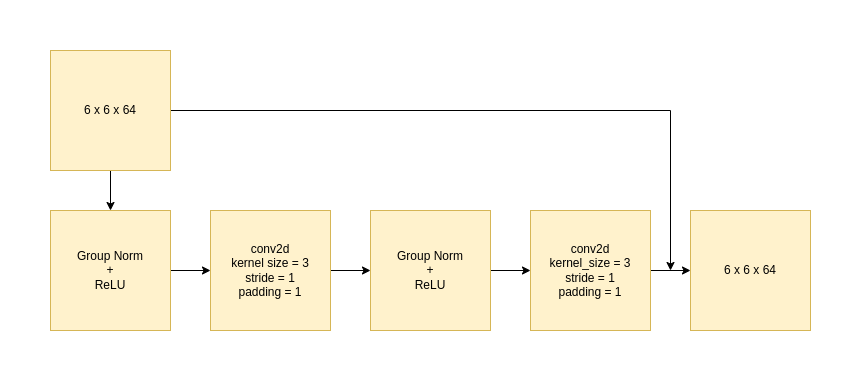 6 x 6 x 64
Group Norm
+
ReLU
conv2d
kernel size = 3
stride = 1
padding = 1
Group Norm
+
ReLU
conv2d
kernel_size = 3
stride = 1
padding = 1
6 x 6 x 64